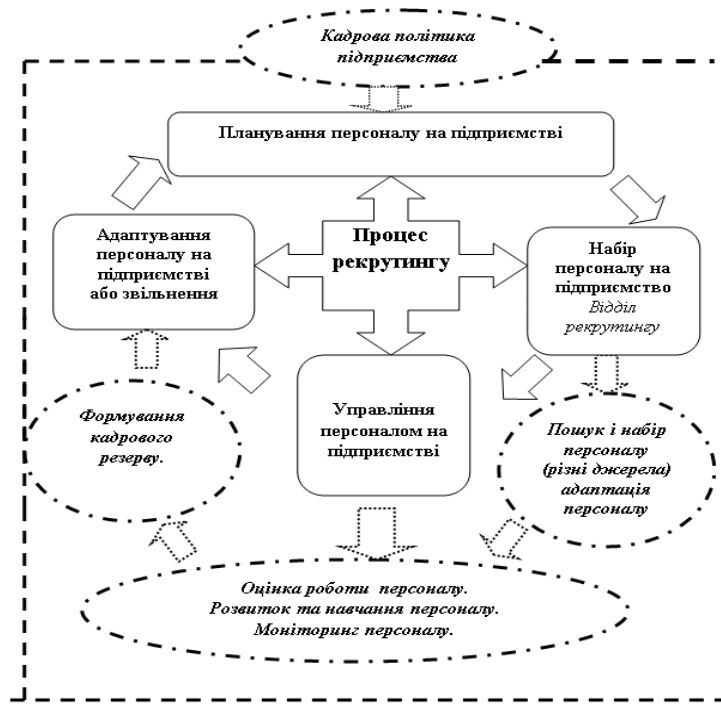 Кадрова політика
підприємства
Планування персоналу на підприємстві
Адаптування
персоналу на
підприємстві
або звільнення
Процес
рекрутингу
Набір
персоналу на
підприємство
Відділ
рекрутингу
Формування
кадрового
резерву.
Управління
персоналом на
підприємстві
Пошук і набір
персоналу
(різні джерела)
адаптація
персоналу
Оцінка роботи персоналу.
Розвиток та навчання персоналу.
Моніторинг персоналу.